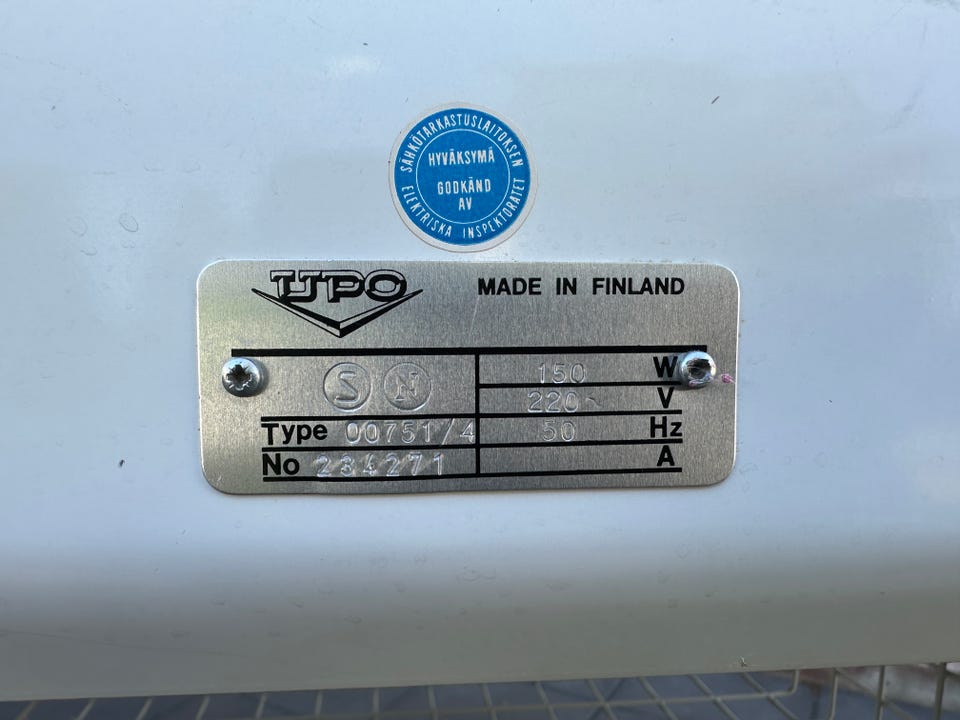 SÄHKÖTARKASTUSLAITOKSEN
HYVÄKSYMÄ
GODKÄND
AV
ELEKTRISKA INSPEKTORATET
UPO MADE IN FINLAND
S N 150 W
220~ V
Type 00751/4 50 Hz
No 234271 A